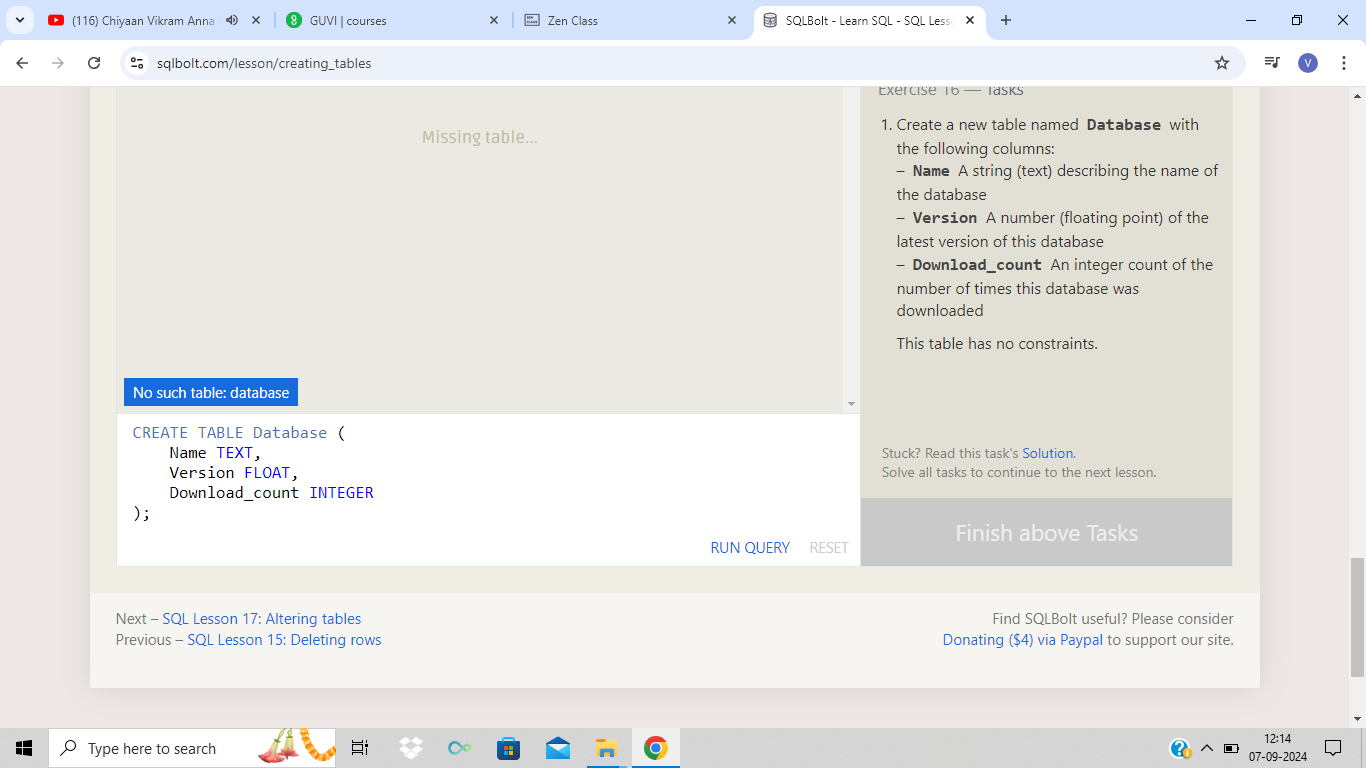 (116) Chiyaan Vikram Anna
GUVI | courses
Zen Class
SQLBolt - Learn SQL - SQL Less
sqlbolt.com/lesson/creating_tables
V
Missing table...
No such table: database
CREATE TABLE Database (
Name TEXT,
Version FLOAT,
Download_count INTEGER
);
RUN QUERY RESET
Exercise 16 — Tasks
1. Create a new table named Database with
the following columns:
– Name A string (text) describing the name of
the database
– Version A number (floating point) of the
latest version of this database
– Download_count An integer count of the
number of times this database was
downloaded
This table has no constraints.
Stuck? Read this task's Solution.
Solve all tasks to continue to the next lesson.
Finish above Tasks
Next – SQL Lesson 17: Altering tables
Previous – SQL Lesson 15: Deleting rows
Find SQLBolt useful? Please consider
Donating ($4) via Paypal to support our site.
Type here to search
12:14
07-09-2024